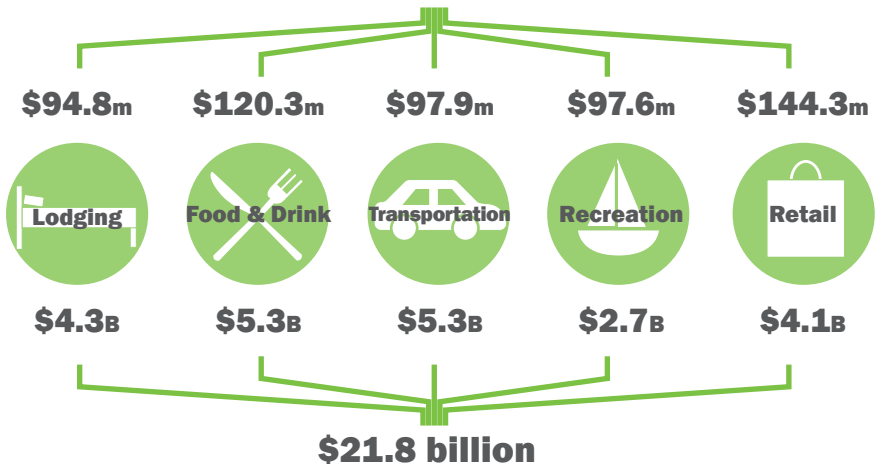 $94.8m $120.3m $97.9m $97.6m $144.3m
Lodging Food & Drink Transportation Recreation Retail
$4.3B $5.3B $5.3B $2.7B $4.1B
$21.8 billion